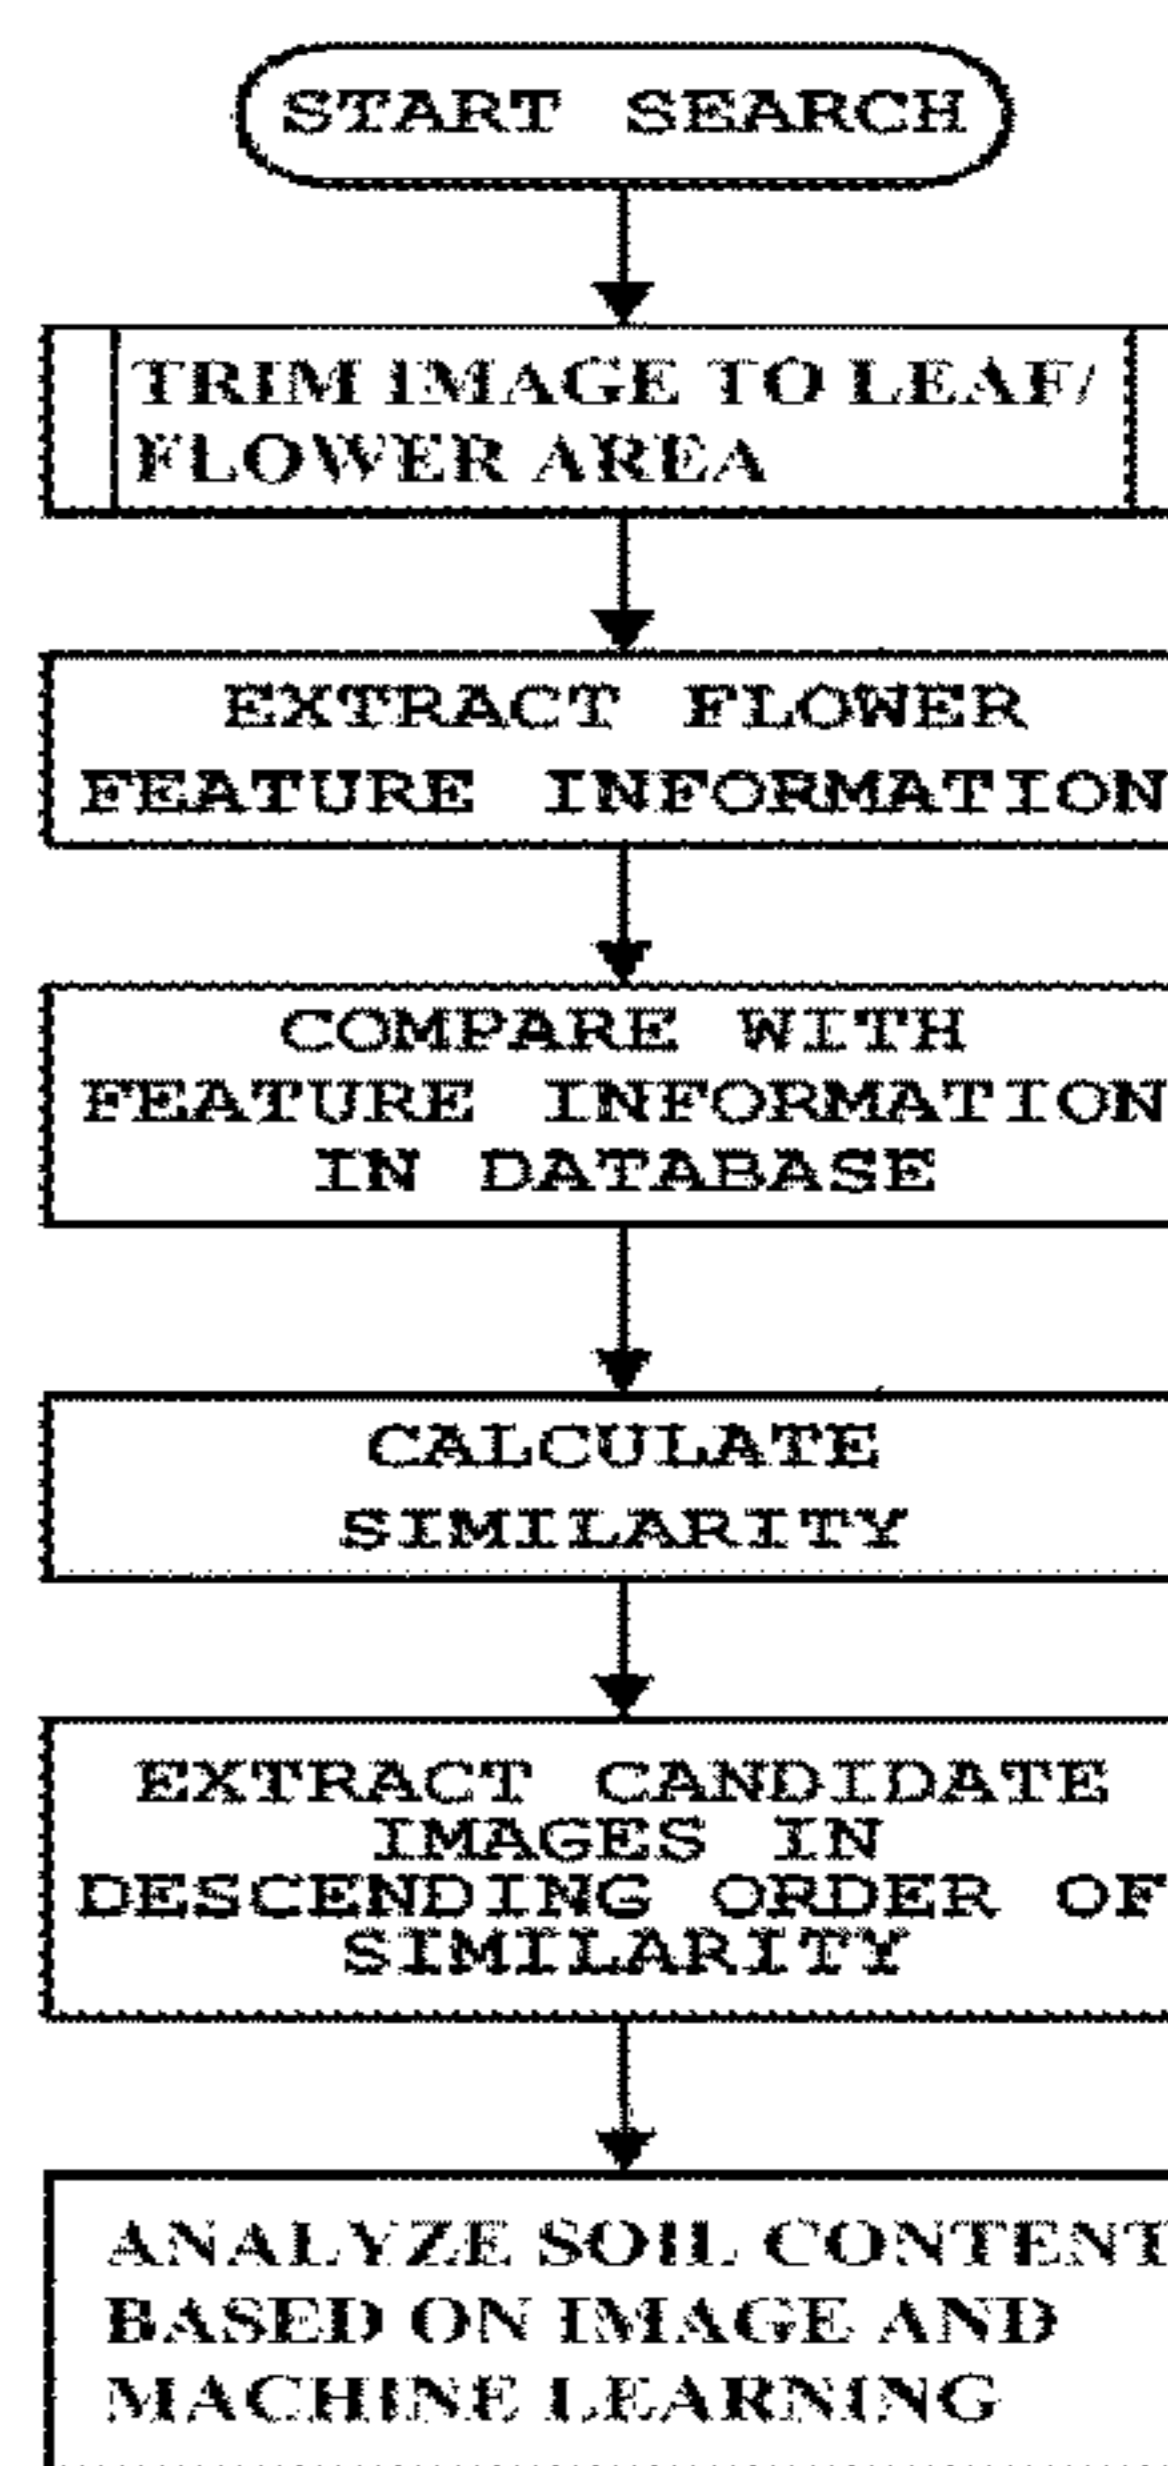 START SEARCH
TRIM IMAGE TO LEAF/
FLOWER AREA
EXTRACT FLOWER
FEATURE INFORMATION
COMPARE WITH
FEATURE INFORMATION
IN DATABASE
CALCULATE
SIMILARITY
EXTRACT CANDIDATE
IMAGES IN
DESCENDING ORDER OF
SIMILARITY
ANALYZE SOIL CONTENT
BASED ON IMAGE AND
MACHINE LEARNING